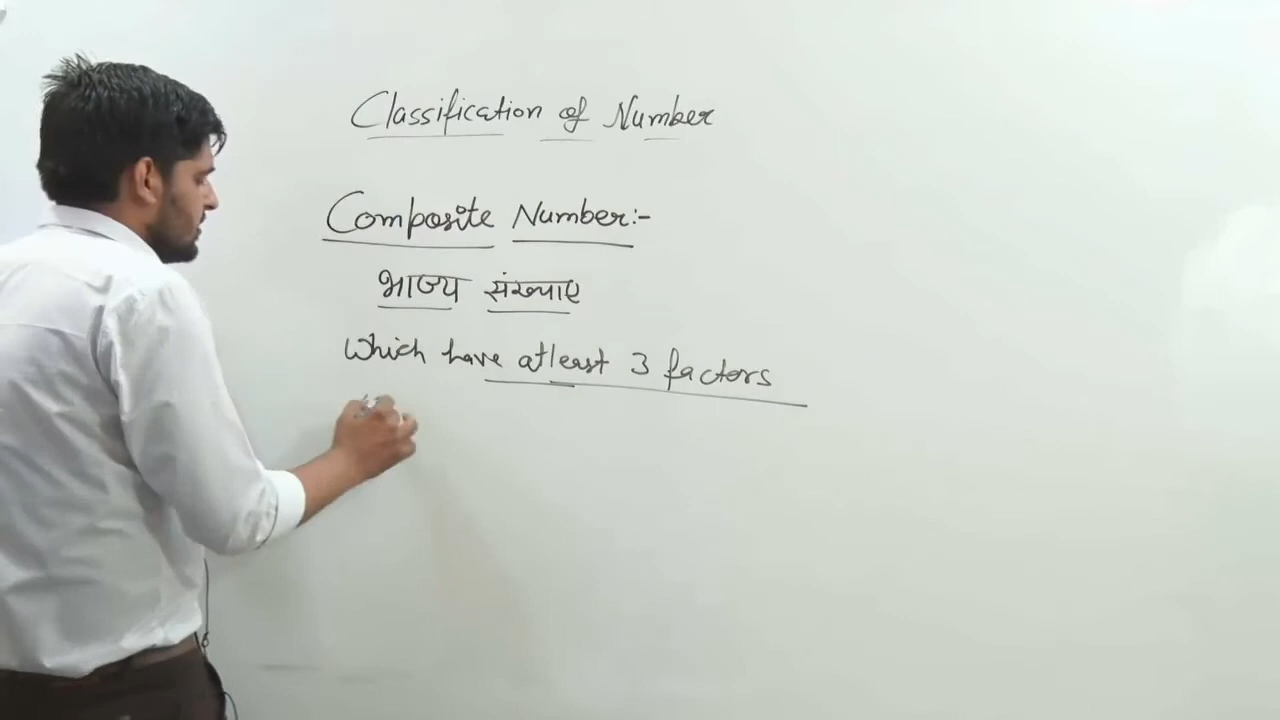 Classification of Number
Composite Number:-
भाज्य संख्याए
Which have atleast 3 factors